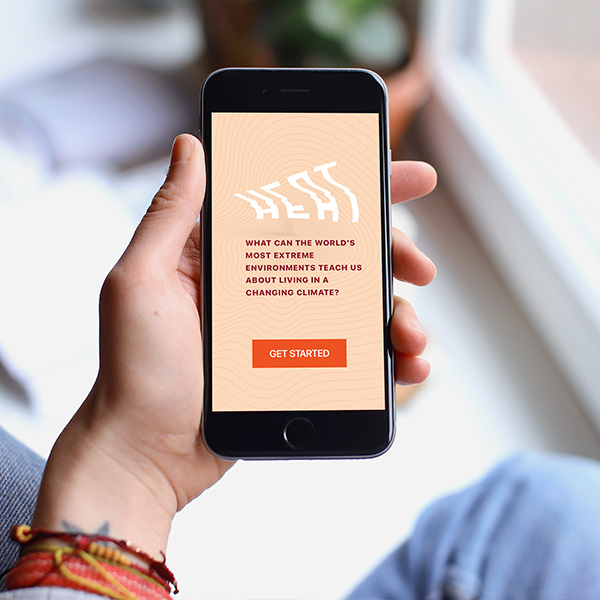 HEAT
WHAT CAN THE WORLD'S
MOST EXTREME
ENVIRONMENTS TEACH US
ABOUT LIVING IN A
CHANGING CLIMATE?
GET STARTED